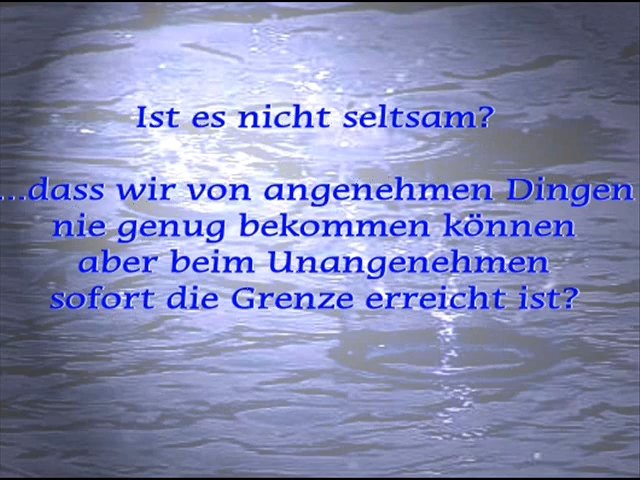 Ist es nicht seltsam?
...dass wir von angenehmen Dingen
nie genug bekommen können
aber beim Unangenehmen
sofort die Grenze erreicht ist?